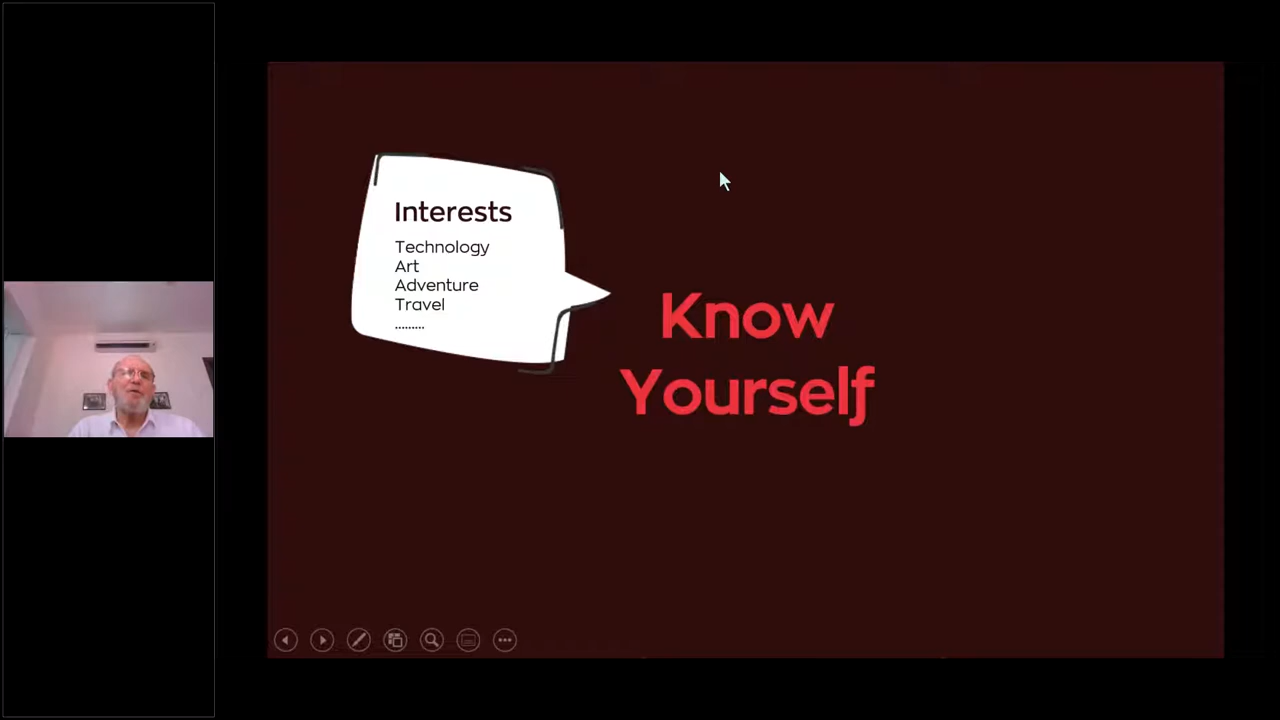 Interests
Technology
Art
Adventure
Travel
.........
Know
Yourself